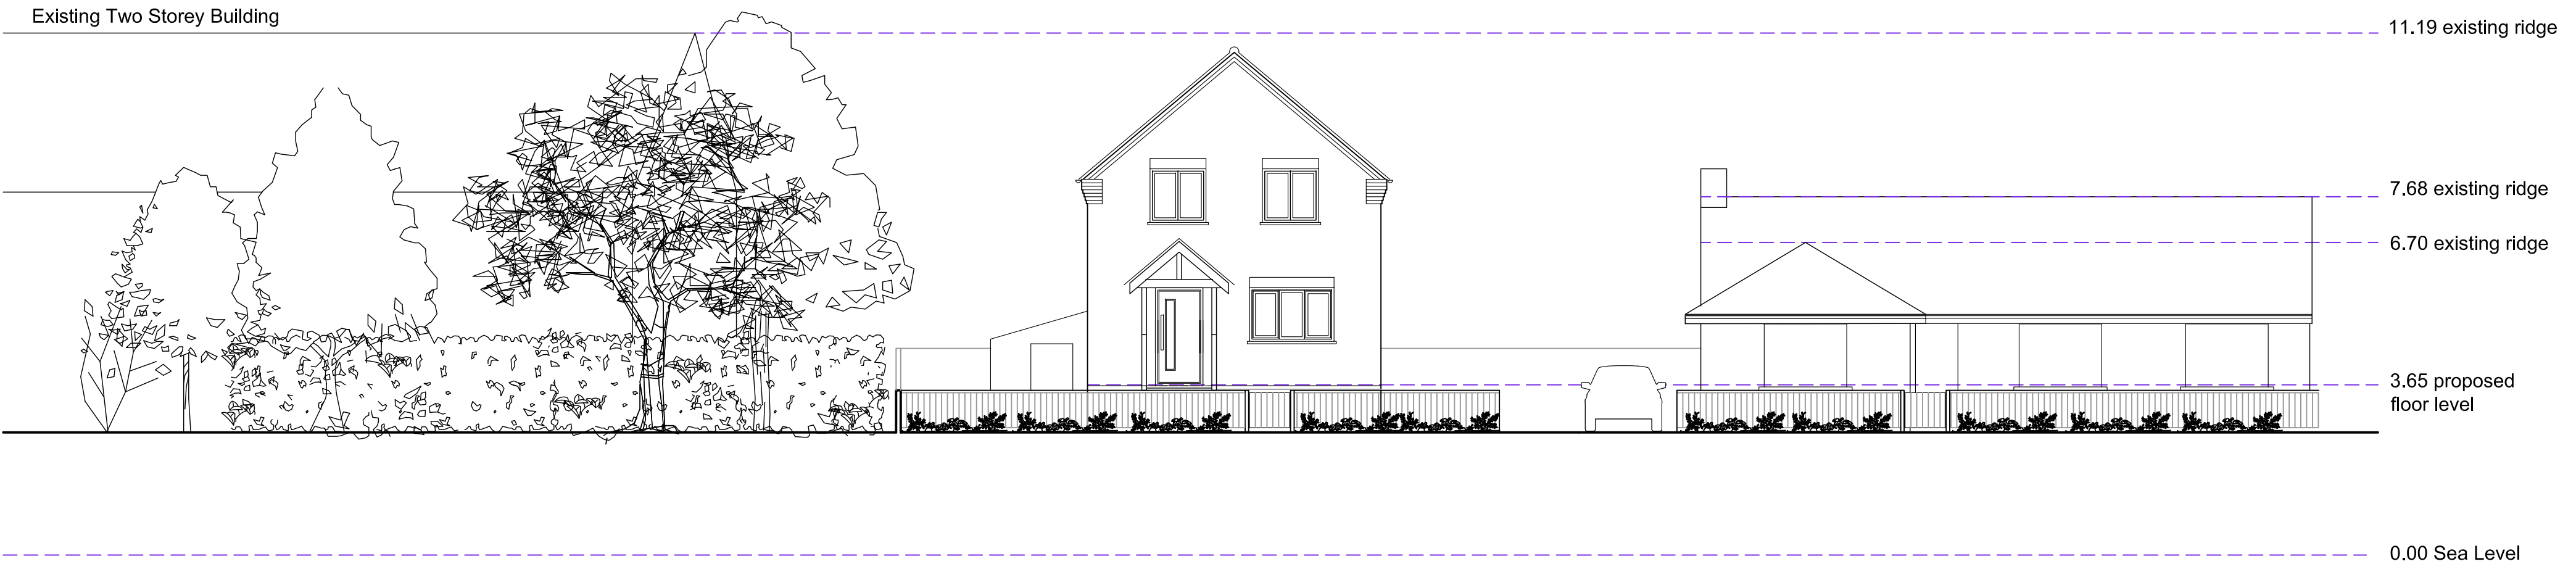 Existing Two Storey Building
11.19 existing ridge
7.68 existing ridge
6.70 existing ridge
3.65 proposed
floor level
0.00 Sea Level